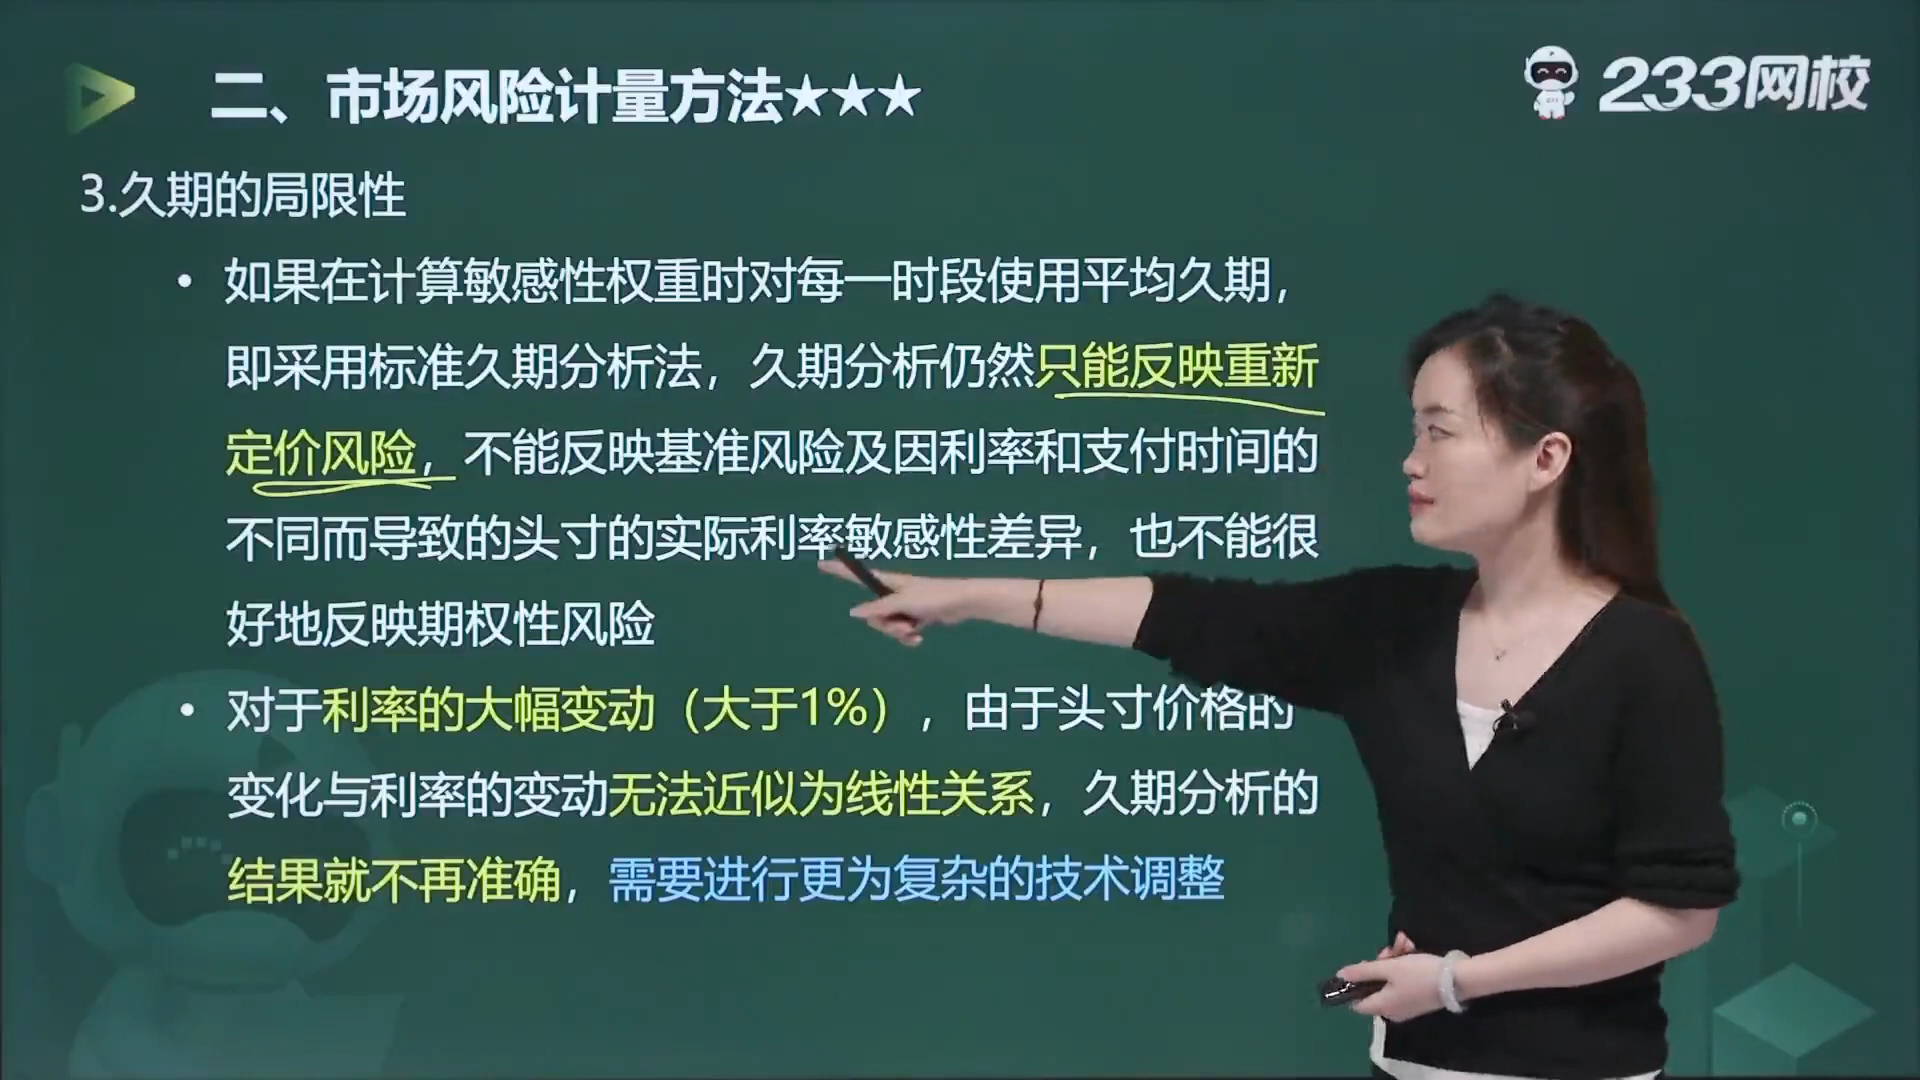 二、市场风险计量方法★★★
233网校
3.久期的局限性
• 如果在计算敏感性权重时对每一时段使用平均久期，
即采用标准久期分析法，久期分析仍然只能反映重新
定价风险，不能反映基准风险及因利率和支付时间的
不同而导致的头寸的实际利率敏感性差异，也不能很
好地反映期权性风险
• 对于利率的大幅变动（大于1%），由于头寸价格的
变化与利率的变动无法近似为线性关系，久期分析的
结果就不再准确，需要进行更为复杂的技术调整